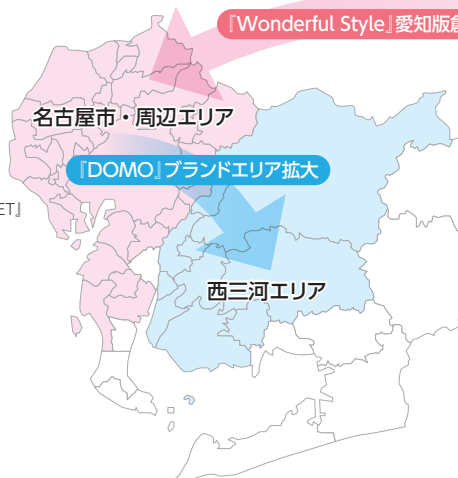 『Wonderful Style』愛知版
名古屋市・周辺エリア
『DOMO』ブランドエリア拡大
ET』
西三河エリア